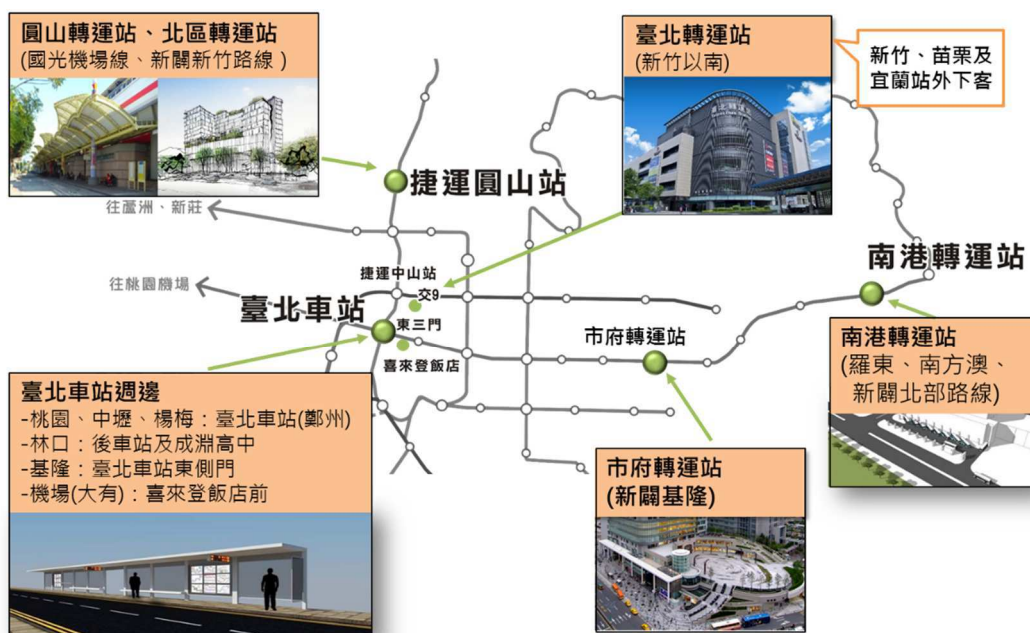 圓山轉運站、北區轉運站
(國光機場線、新闢新竹路線)
臺北轉運站
(新竹以南)
新竹、苗栗及
宜蘭站外下客
捷運圓山站
往蘆洲、新莊
南港轉運站
捷運中山站
往桃園機場
交9
臺北車站
東三門
市府轉運站
喜來登飯店
南港轉運站
(羅東、南方澳、
新闢北部路線)
臺北車站週邊
-桃園、中壢、楊梅：臺北車站(鄭州)
-林口：後車站及成淵高中
-基隆：臺北車站東側門
-機場(大有)：喜來登飯店前
市府轉運站
(新闢基隆)